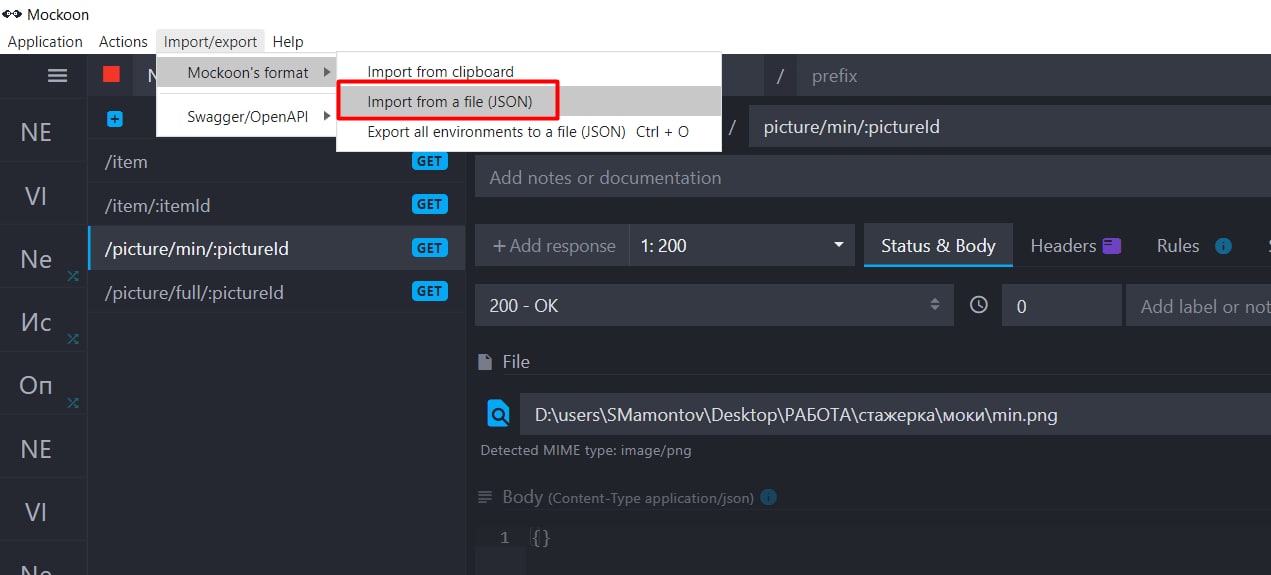 Mockoon
Application Actions Import/export Help
Mockoon's format
Swagger/OpenAPI
Import from clipboard
Import from a file (JSON)
Export all environments to a file (JSON) Ctrl + O
/ prefix
NE
VI
Ne
Ис
Оп
NE
VI
/item GET
/item/:itemId GET
/picture/min/:pictureId GET
/picture/full/:pictureId GET
/ picture/min/:pictureId
Add notes or documentation
+ Add response 1: 200 Status & Body Headers Rules
200 - OK 0 Add label or not
File
D:\users\SMamontov\Desktop\РАБОТА\стажерка\моки\min.png
Detected MIME type: image/png
Body (Content-Type application/json)
1 {}